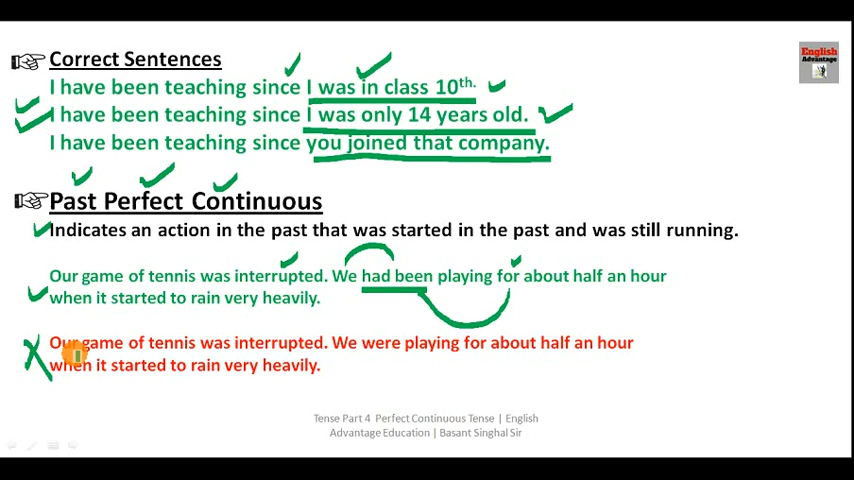 English
Advantage
Correct Sentences
I have been teaching since I was in class 10th.
I have been teaching since I was only 14 years old.
I have been teaching since you joined that company.
Past Perfect Continuous
Indicates an action in the past that was started in the past and was still running.
Our game of tennis was interrupted. We had been playing for about half an hour
when it started to rain very heavily.
Our game of tennis was interrupted. We were playing for about half an hour
when it started to rain very heavily.
Tense Part 4 Perfect Continuous Tense | English
Advantage Education | Basant Singhal Sir